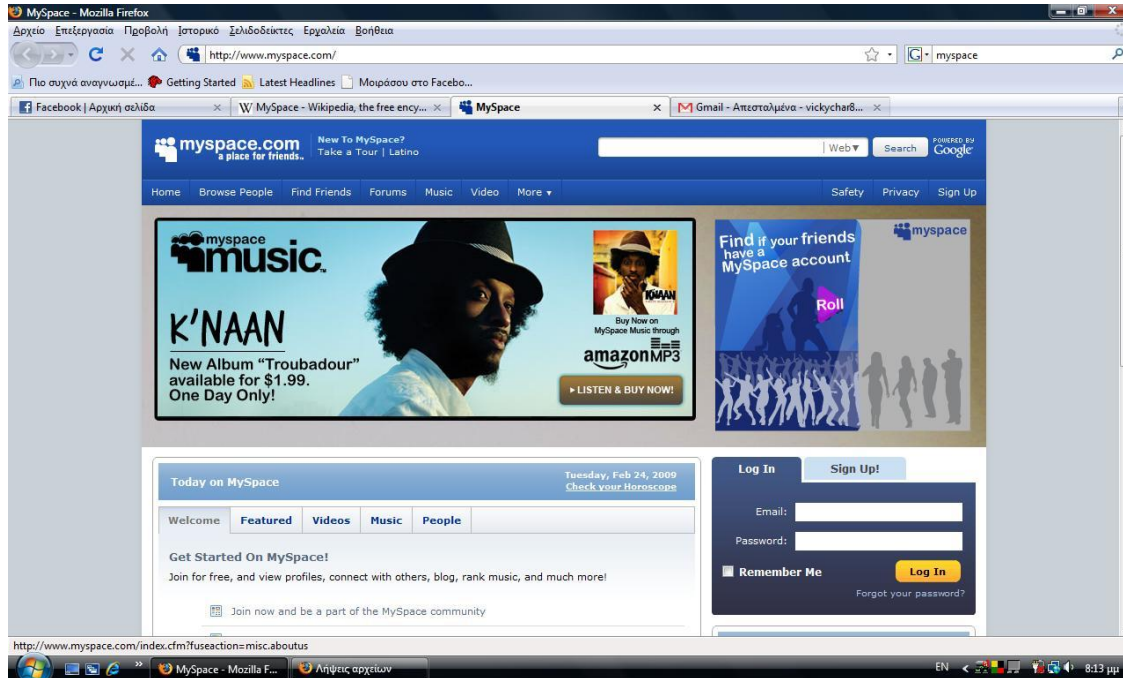 MySpace - Mozilla Firefox
Αρχείο Επεξεργασία Προβολή Ιστορικό Σελιδοδείκτες Εργαλεία Βοήθεια
http://www.myspace.com/
G myspace
Πιο συχνά αναγνωσμέ... Getting Started Latest Headlines Μοιράσου στο Facebo...
Facebook | Αρχική σελίδα
W MySpace - Wikipedia, the free ency...
MySpace
Gmail - Απεσταλμένα - vickychar8...
myspace.com
a place for friends..
New To MySpace?
Take a Tour | Latino
Web▼
Search
POWERED BY
Google
Home Browse People Find Friends Forums Music Video More ▾
Safety Privacy Sign Up
myspace
music
K'NAAN
New Album “Troubadour”
available for $1.99.
One Day Only!
K'NAAN
Buy Now on
MySpace Music through
amazonMP3
▸LISTEN & BUY NOW!
Find if your friends
have a
MySpace account
myspace
Roll
Today on MySpace
Tuesday, Feb 24, 2009
Check your Horoscope
Welcome Featured Videos Music People
Get Started On MySpace!
Join for free, and view profiles, connect with others, blog, rank music, and much more!
Join now and be a part of the MySpace community
Log In
Sign Up!
Email:
Password:
Remember Me
Log In
Forgot your password?
http://www.myspace.com/index.cfm?fuseaction=misc.aboutus
MySpace - Mozilla F...
Λήψεις αρχείων
EN
8:13 μμ